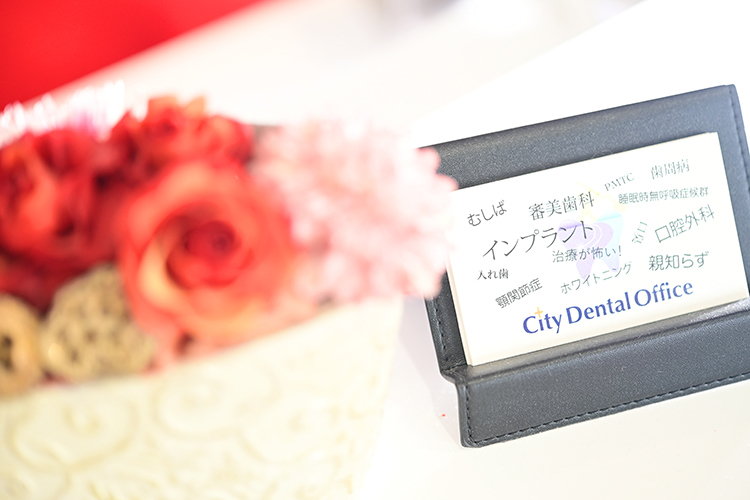 むしば
審美歯科
PMTC
歯周病
睡眠時無呼吸症候群
インプラント
口腔外科
治療が怖い!
入れ歯
親知らず
ホワイトニング
顎関節症
City Dental Office